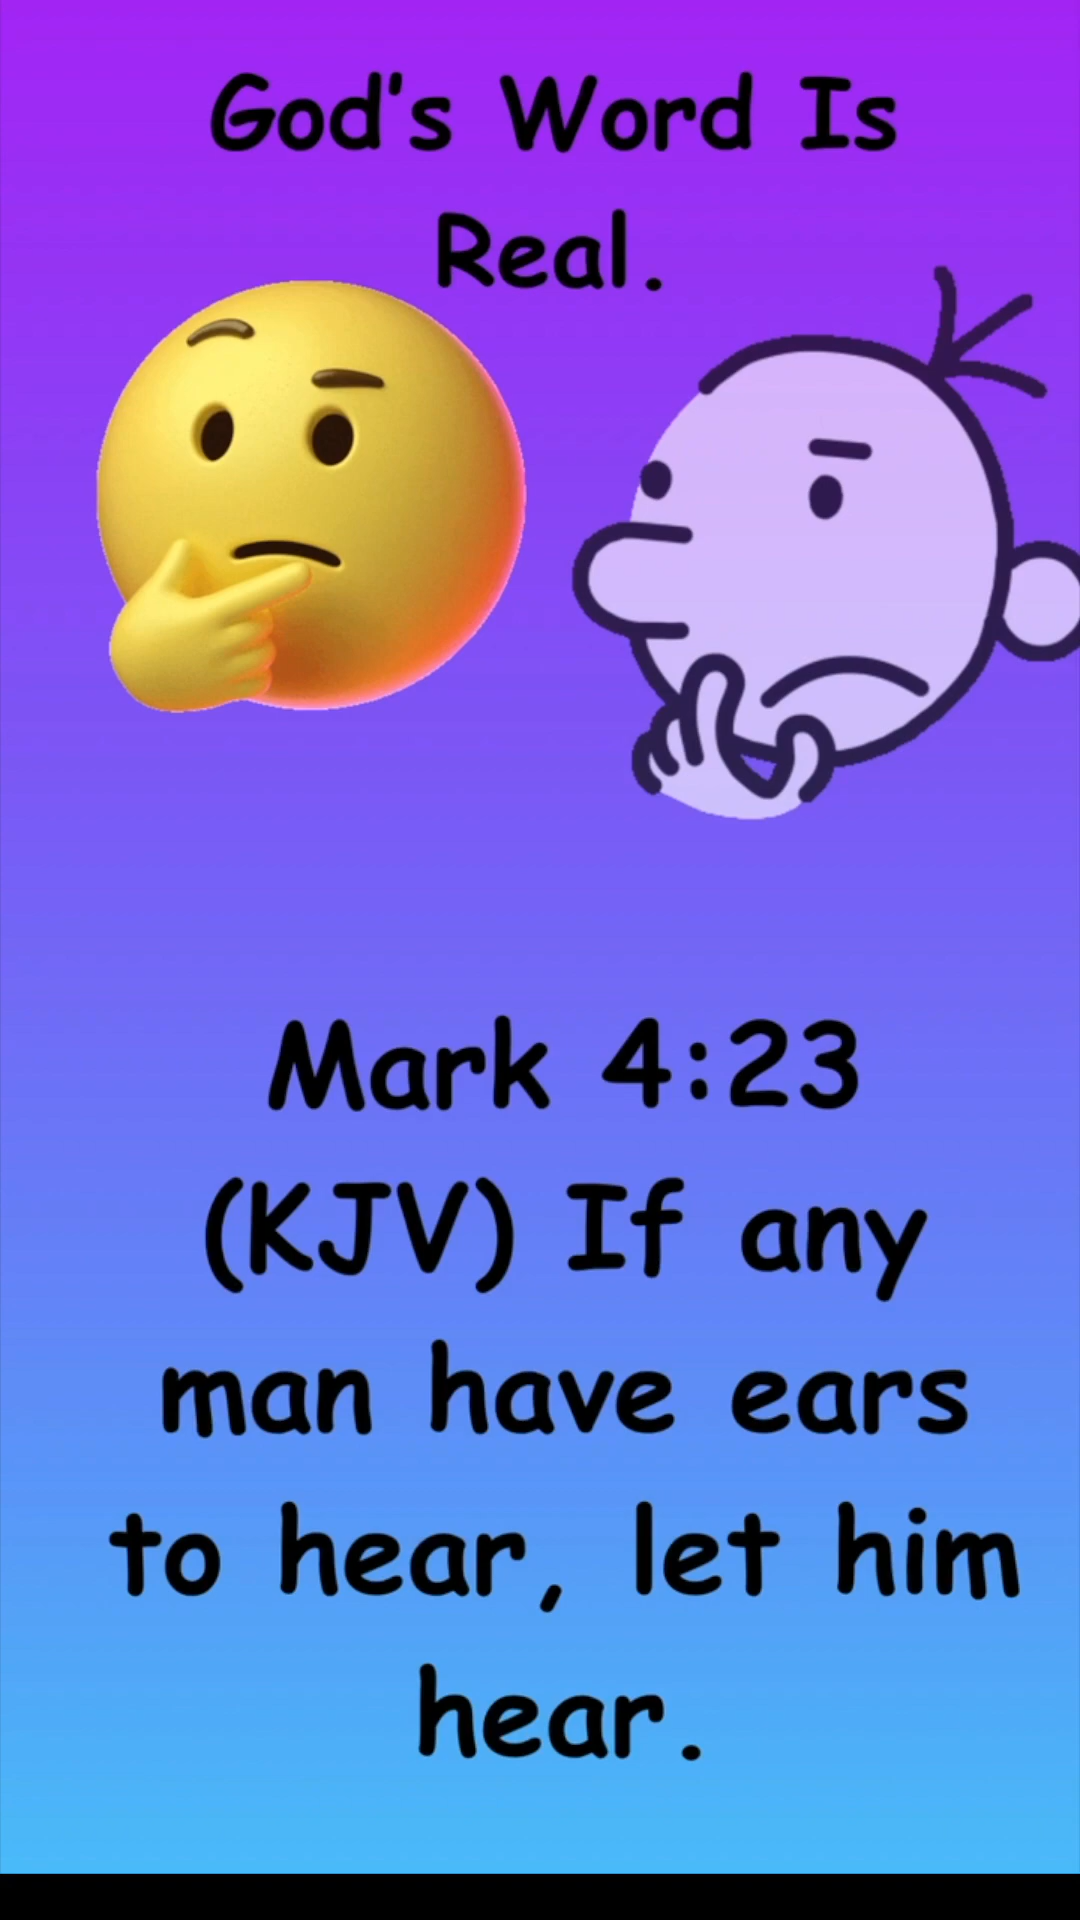 God's Word Is
Real.
Mark 4:23
(KJV) If any
man have ears
to hear, let him
hear.